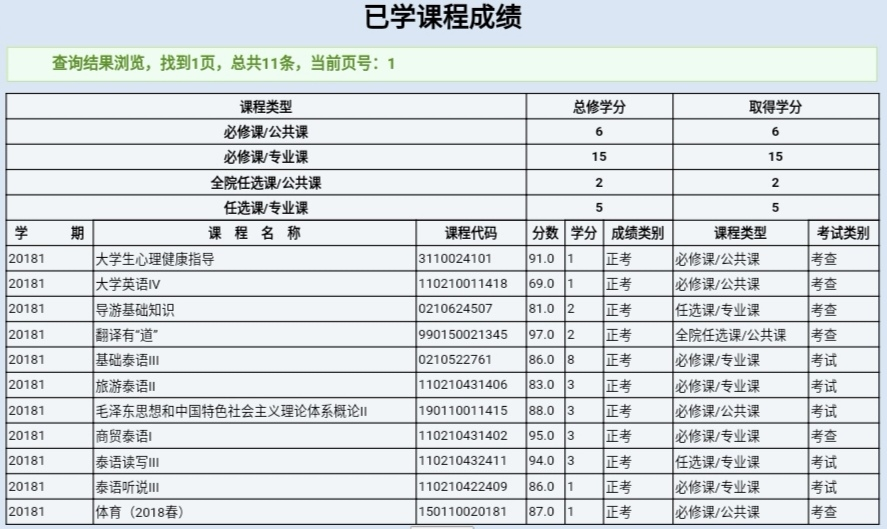 已学课程成绩
查询结果浏览，找到1页，总共11条，当前页号：1
课程类型 总修学分 取得学分
必修课/公共课 6 6
必修课/专业课 15 15
全院任选课/公共课 2 2
任选课/专业课 5 5
学 期 课 程 名 称 课程代码 分数 学分 成绩类别 课程类型 考试类别
20181 大学生心理健康指导 3110024101 91.0 1 正考 必修课/公共课 考查
20181 大学英语IV 110210011418 69.0 1 正考 必修课/公共课 考查
20181 导游基础知识 0210624507 81.0 2 正考 任选课/专业课 考查
20181 翻译有“道” 990150021345 97.0 2 正考 全院任选课/公共课 考查
20181 基础泰语III 0210522761 86.0 8 正考 必修课/专业课 考试
20181 旅游泰语II 110210431406 83.0 3 正考 必修课/专业课 考试
20181 毛泽东思想和中国特色社会主义理论体系概论II 190110011415 88.0 3 正考 必修课/公共课 考试
20181 商贸泰语I 110210431402 95.0 3 正考 必修课/专业课 考查
20181 泰语读写III 110210432411 94.0 3 正考 任选课/专业课 考试
20181 泰语听说III 110210422409 86.0 1 正考 必修课/专业课 考试
20181 体育（2018春） 150110020181 87.0 1 正考 必修课/公共课 考查